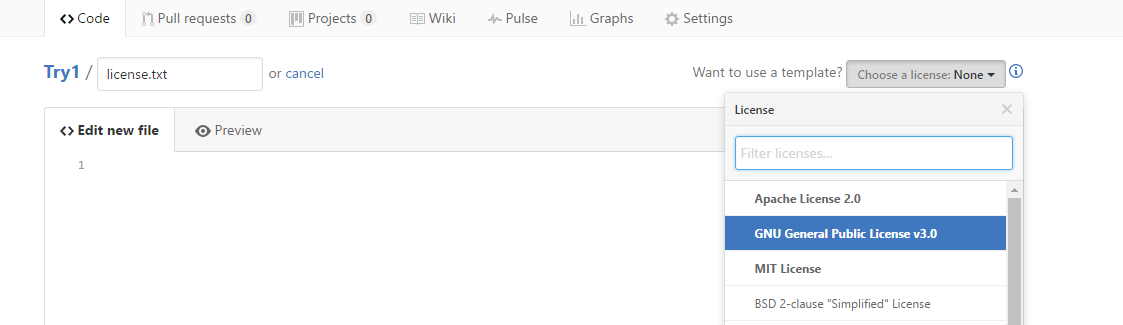 Code Pull requests 0 Projects 0 Wiki Pulse Graphs Settings
Try1 / license.txt or cancel Want to use a template? Choose a license: None
License
Edit new file Preview
Filter licenses...
1
Apache License 2.0
GNU General Public License v3.0
MIT License
BSD 2-clause "Simplified" License